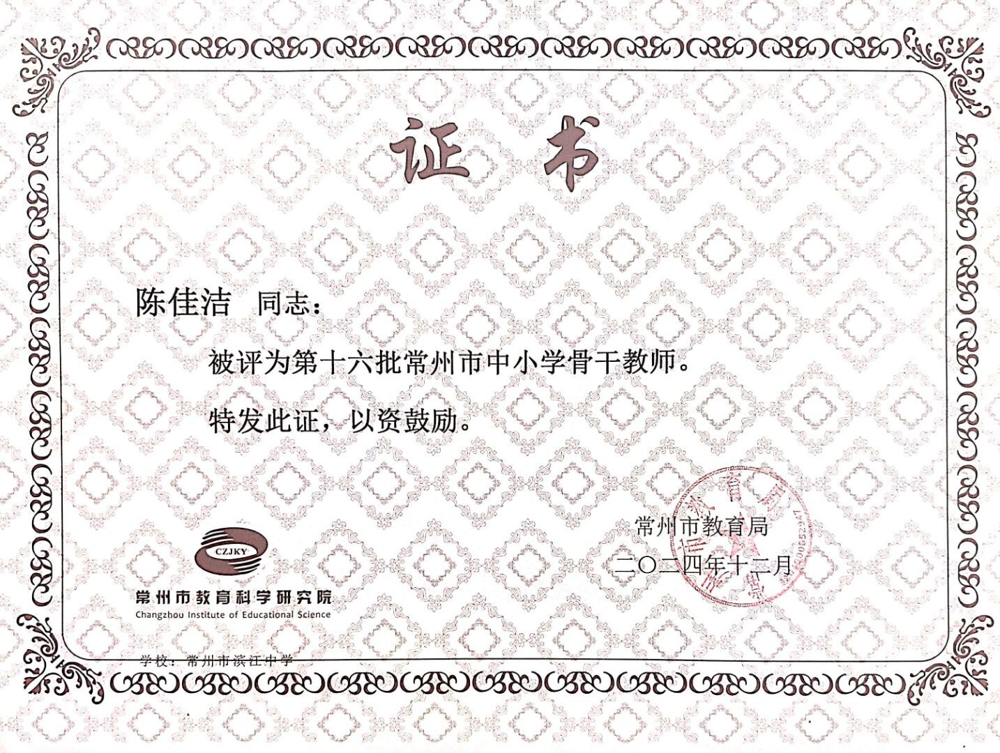 证 书
陈佳洁 同志：
被评为第十六批常州市中小学骨干教师。
特发此证，以资鼓励。
常州市教育局
二〇二四年十二月
CZJKY
常州市教育科学研究院
Changzhou Institute of Educational Science
学校：常州市滨江中学